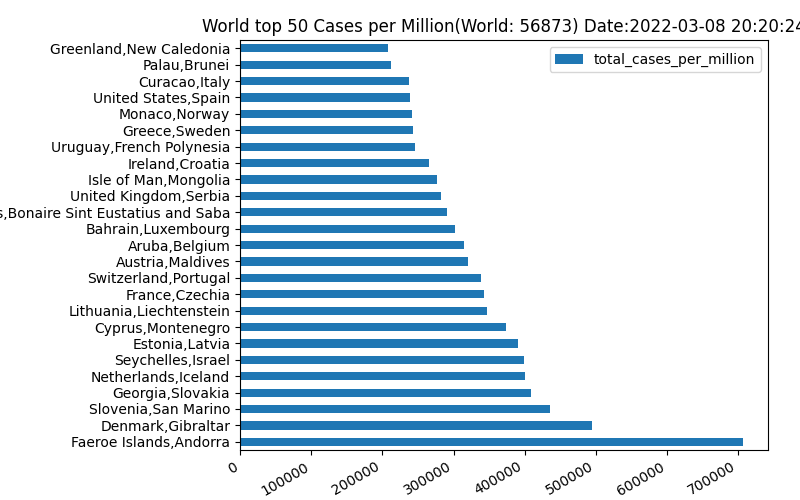 World top 50 Cases per Million(World: 56873) Date:2022-03-08 20:20:24
total_cases_per_million
Greenland,New Caledonia
Palau,Brunei
Curacao,Italy
United States,Spain
Monaco,Norway
Greece,Sweden
Uruguay,French Polynesia
Ireland,Croatia
Isle of Man,Mongolia
United Kingdom,Serbia
s,Bonaire Sint Eustatius and Saba
Bahrain,Luxembourg
Aruba,Belgium
Austria,Maldives
Switzerland,Portugal
France,Czechia
Lithuania,Liechtenstein
Cyprus,Montenegro
Estonia,Latvia
Seychelles,Israel
Netherlands,Iceland
Georgia,Slovakia
Slovenia,San Marino
Denmark,Gibraltar
Faeroe Islands,Andorra
0 100000 200000 300000 400000 500000 600000 700000